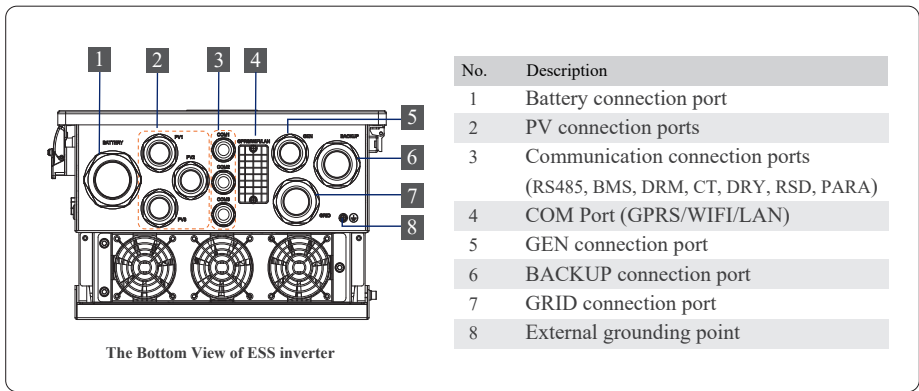 1 2 3 4
5
6
7
8
BATTERY
PV1
PV2
PV3
COM1
COM2
COM3
GPRS/WIFI/LAN
GEN
BACKUP
GRID
The Bottom View of ESS inverter
No. Description
1 Battery connection port
2 PV connection ports
3 Communication connection ports
(RS485, BMS, DRM, CT, DRY, RSD, PARA)
4 COM Port (GPRS/WIFI/LAN)
5 GEN connection port
6 BACKUP connection port
7 GRID connection port
8 External grounding point